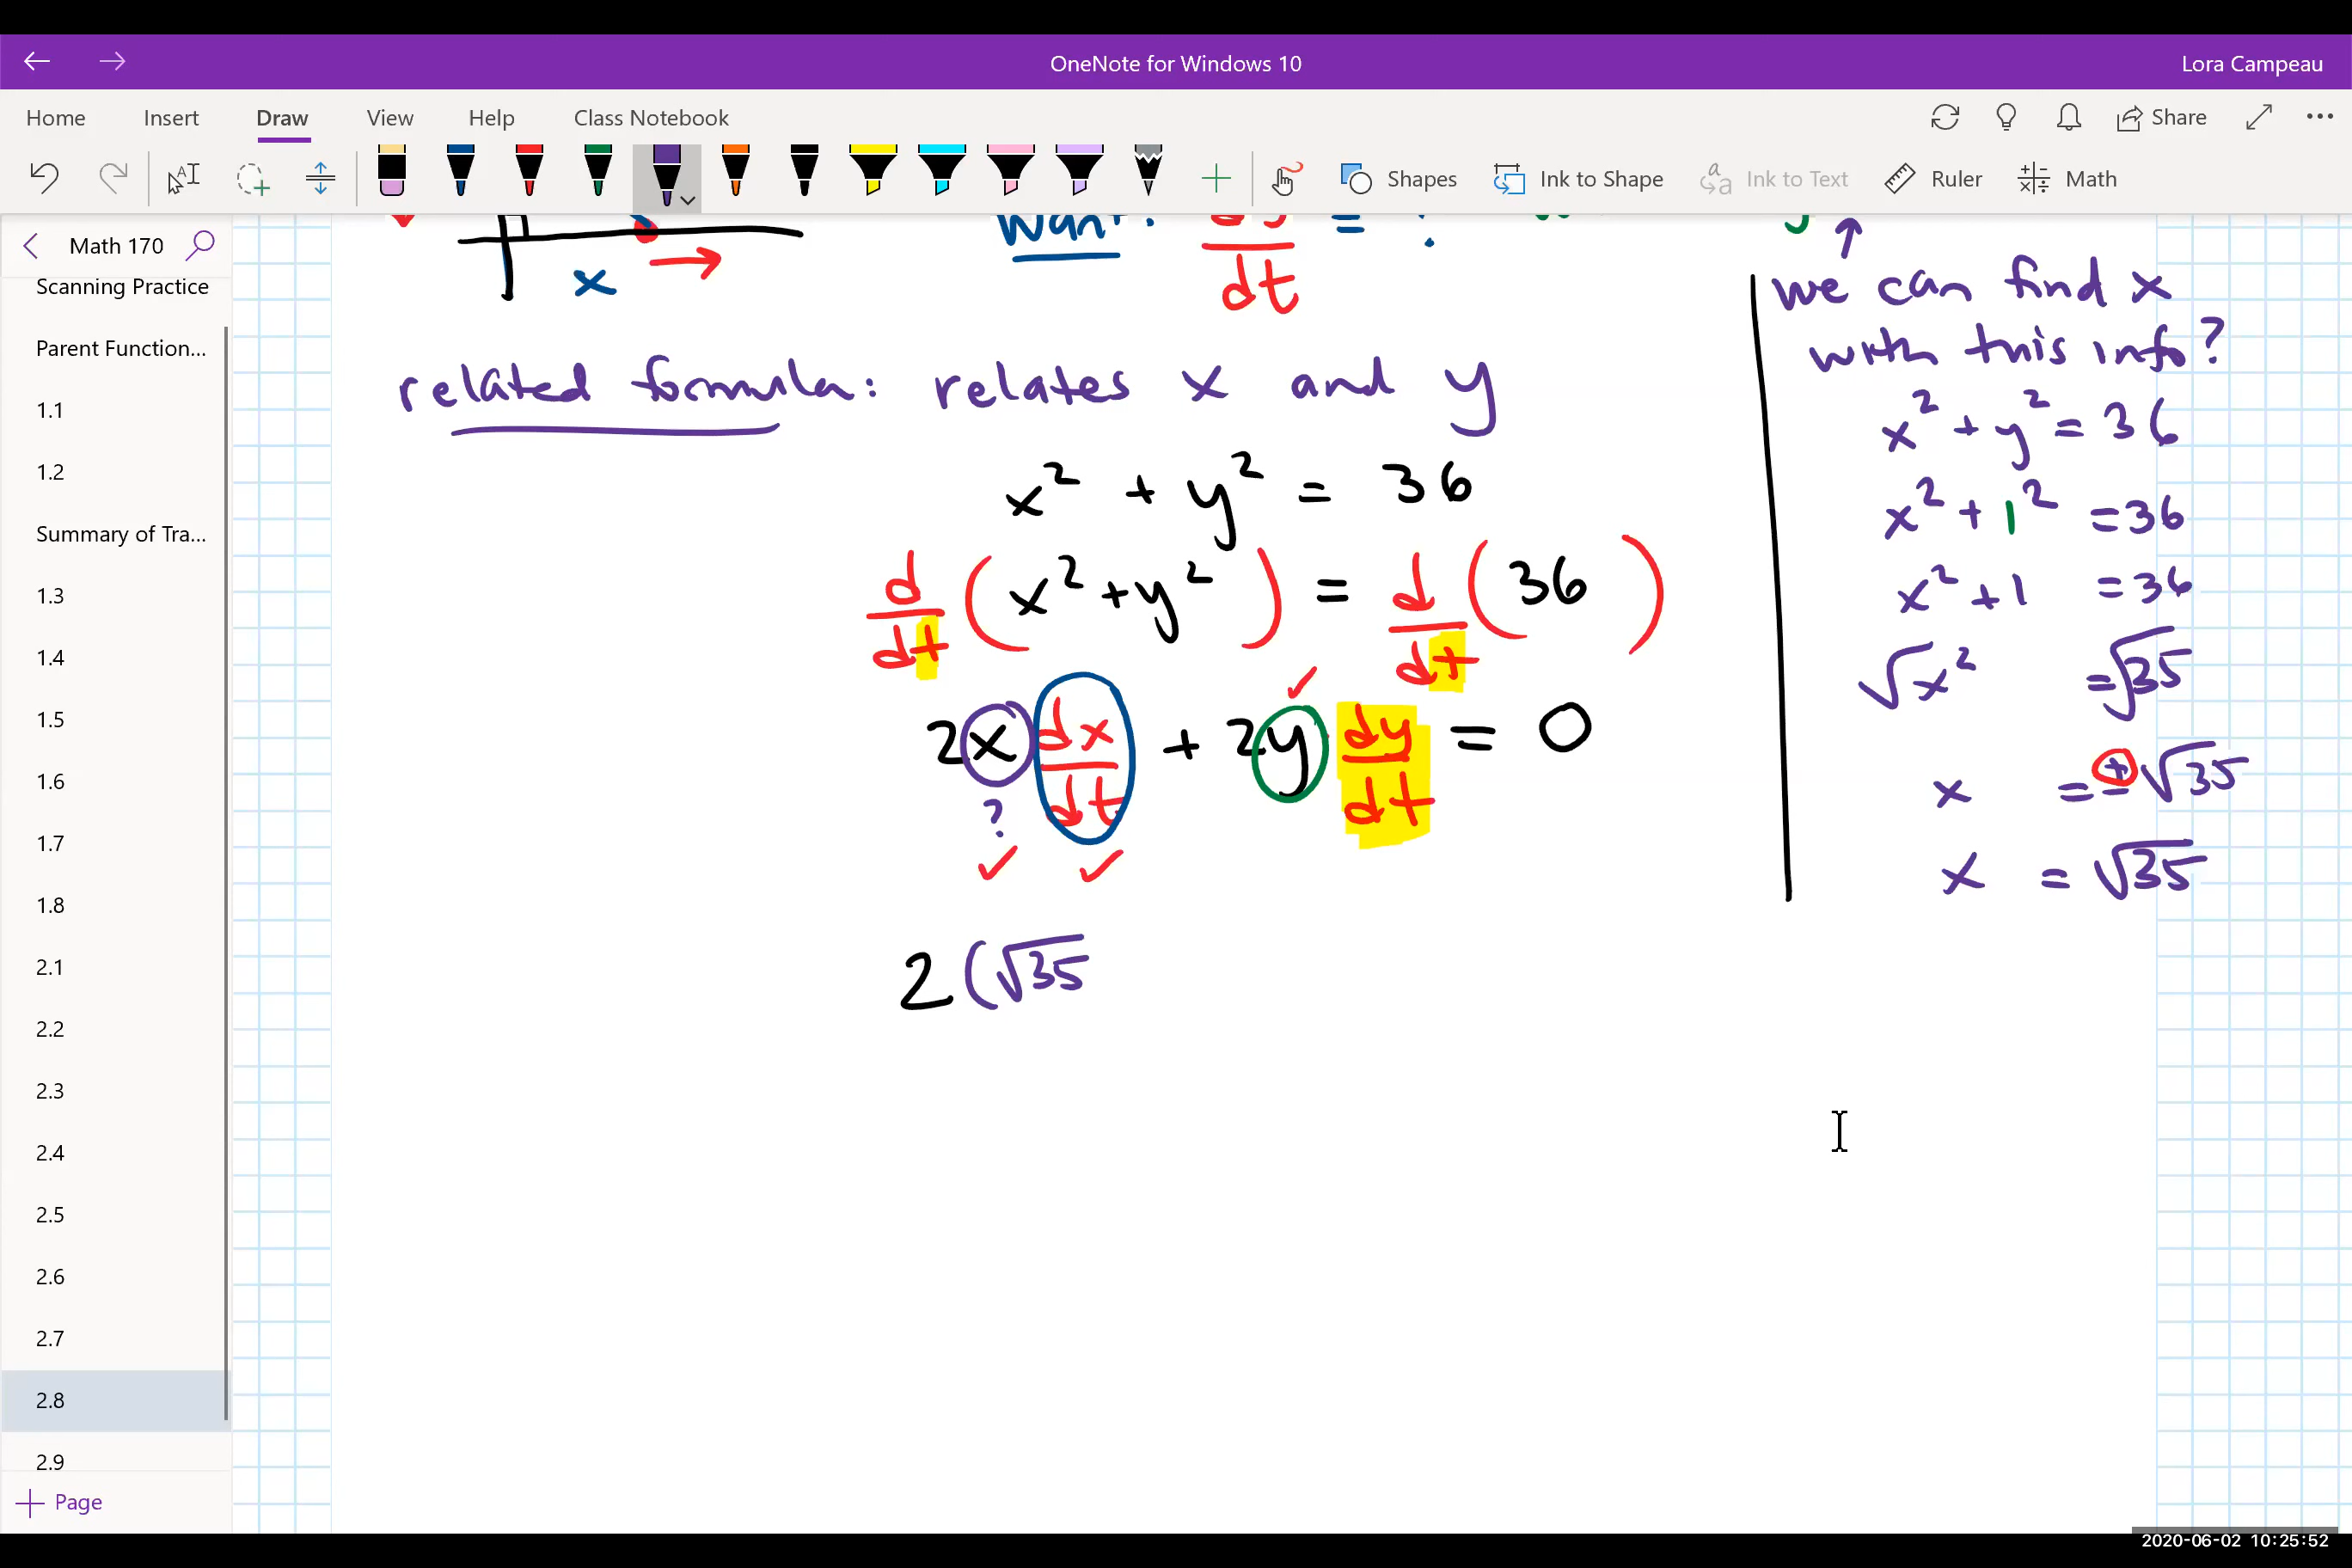 OneNote for Windows 10
Lora Campeau
Home Insert Draw View Help Class Notebook
Share
Shapes Ink to Shape Ink to Text Ruler Math
Math 170
Scanning Practice
Parent Function...
1.1
1.2
Summary of Tra...
1.3
1.4
1.5
1.6
1.7
1.8
2.1
2.2
2.3
2.4
2.5
2.6
2.7
2.8
2.9
Page
x
Want: dy/dt = ?
related formula: relates x and y
x² + y² = 36
d/dt (x² + y²) = d/dt (36)
2x dx/dt + 2y dy/dt = 0
?
2(√35
we can find x
with this info?
x² + y² = 36
x² + 1² = 36
x² + 1 = 36
√x² = √35
x = ±√35
x = √35
2020-06-02 10:25:52